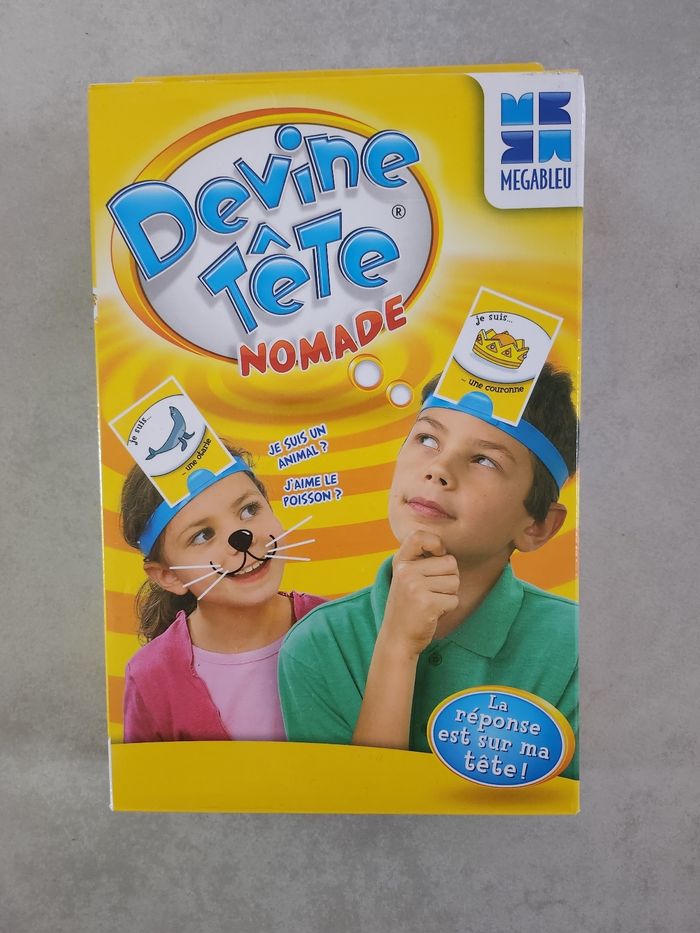 MEGABLEU
Devine
Tête ®
NOMADE
je suis...
... une couronne
je suis...
... une otarie
JE SUIS UN
ANIMAL ?
J'AIME LE
POISSON ?
La
réponse
est sur ma
tête !